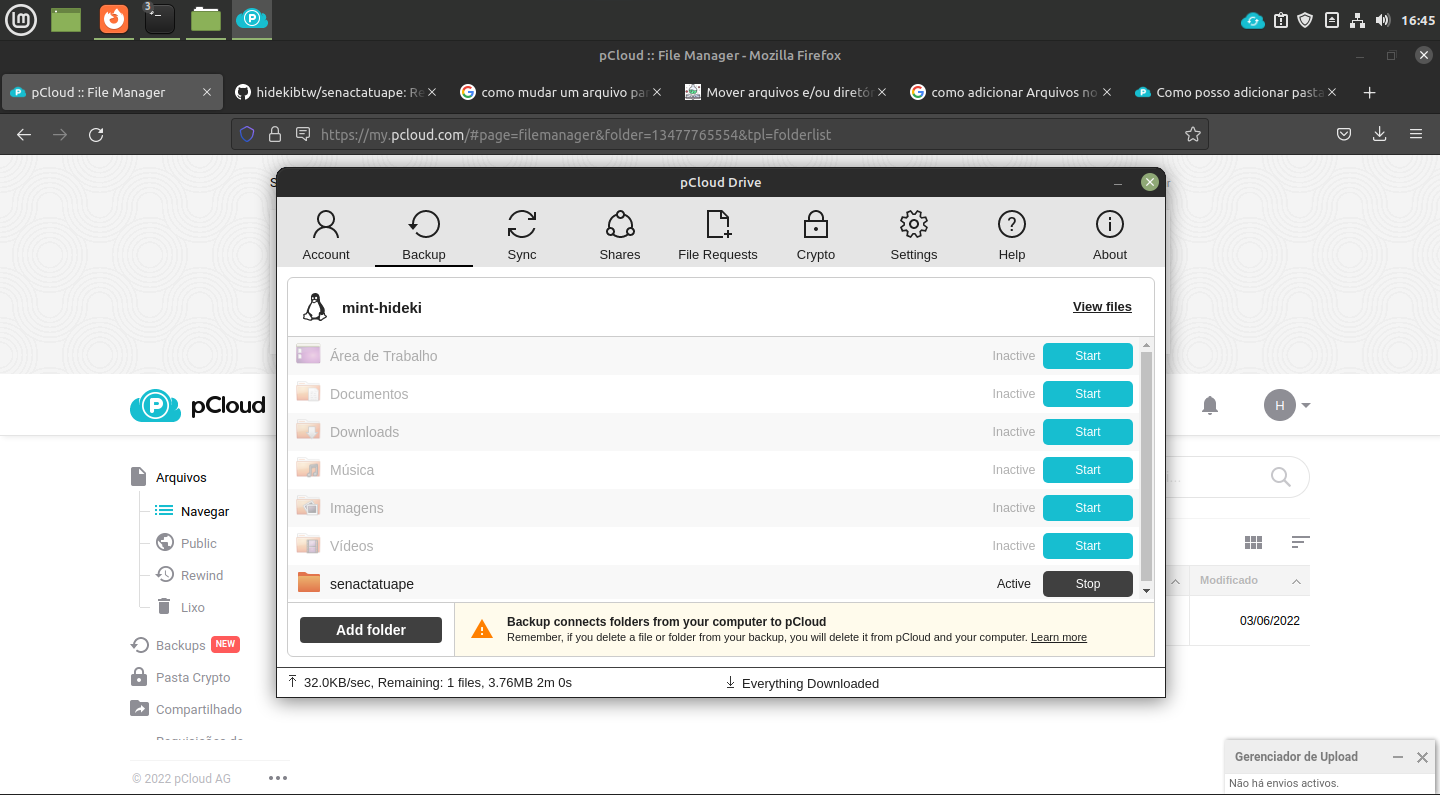 3
16:45
pCloud :: File Manager - Mozilla Firefox
pCloud :: File Manager
hidekibtw/senactatuape: Re
como mudar um arquivo par
Mover arquivos e/ou diretór
como adicionar Arquivos no
Como posso adicionar pasta
https://my.pcloud.com/#page=filemanager&folder=13477765554&tpl=folderlist
pCloud Drive
Account
Backup
Sync
Shares
File Requests
Crypto
Settings
Help
About
mint-hideki
View files
Área de Trabalho Inactive Start
Documentos Inactive Start
Downloads Inactive Start
Música Inactive Start
Imagens Inactive Start
Vídeos Inactive Start
senactatuape Active Stop
Add folder
Backup connects folders from your computer to pCloud
Remember, if you delete a file or folder from your backup, you will delete it from pCloud and your computer. Learn more
32.0KB/sec, Remaining: 1 files, 3.76MB 2m 0s
Everything Downloaded
pCloud
H
Arquivos
Navegar
Public
Rewind
Lixo
Backups NEW
Pasta Crypto
Compartilhado
© 2022 pCloud AG
Modificado
03/06/2022
Gerenciador de Upload
Não há envios activos.